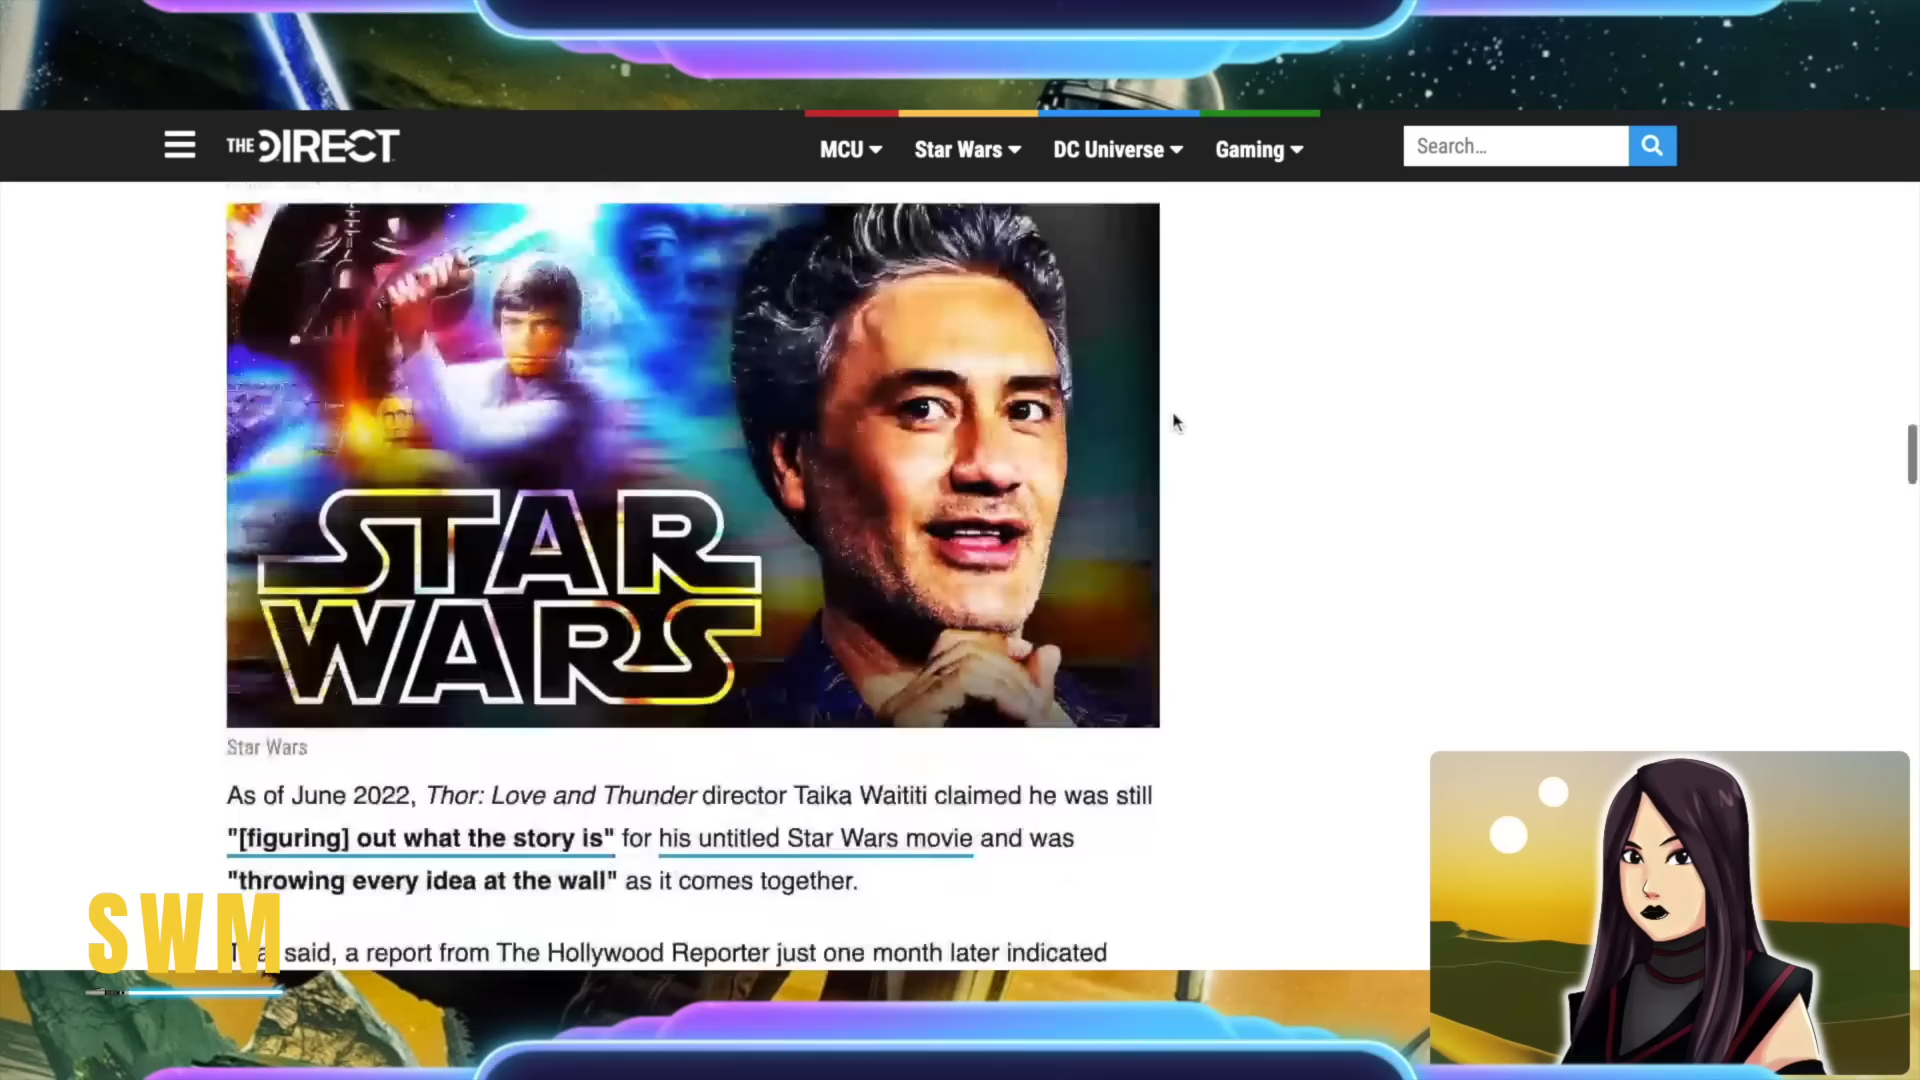 THE DIRECT
MCU
Star Wars
DC Universe
Gaming
Search...
STAR
WARS
Star Wars
As of June 2022, Thor: Love and Thunder director Taika Waititi claimed he was still
"[figuring] out what the story is" for his untitled Star Wars movie and was
"throwing every idea at the wall" as it comes together.
said, a report from The Hollywood Reporter just one month later indicated
SWM